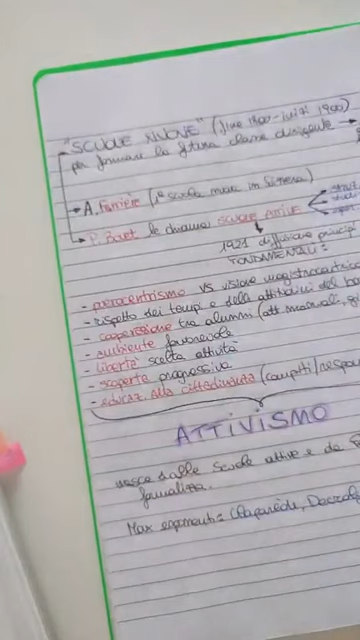 "SCUOLE NUOVE" (fine 1800 - inizi 1900)
per formare la futura classe dirigente →
A. Ferrière (1ª scuola in Svizzera)
P. Bovet le chiama SCUOLE ATTIVE
1921 diffusione principi
FONDAMENTALI:
- puerocentrismo VS visione magistrocentrica
- rispetto dei tempi e delle attitudini del
- cooperazione tra alunni (att. manuali,
- ambiente favorevole
- libertà scelta attività
- scoperta progressiva
- educaz. alla cittadinanza (compiti/respon
ATTIVISMO
nasce dalle Scuole attive e da
formalizza.
Max esponenti: Claparède, Decroly